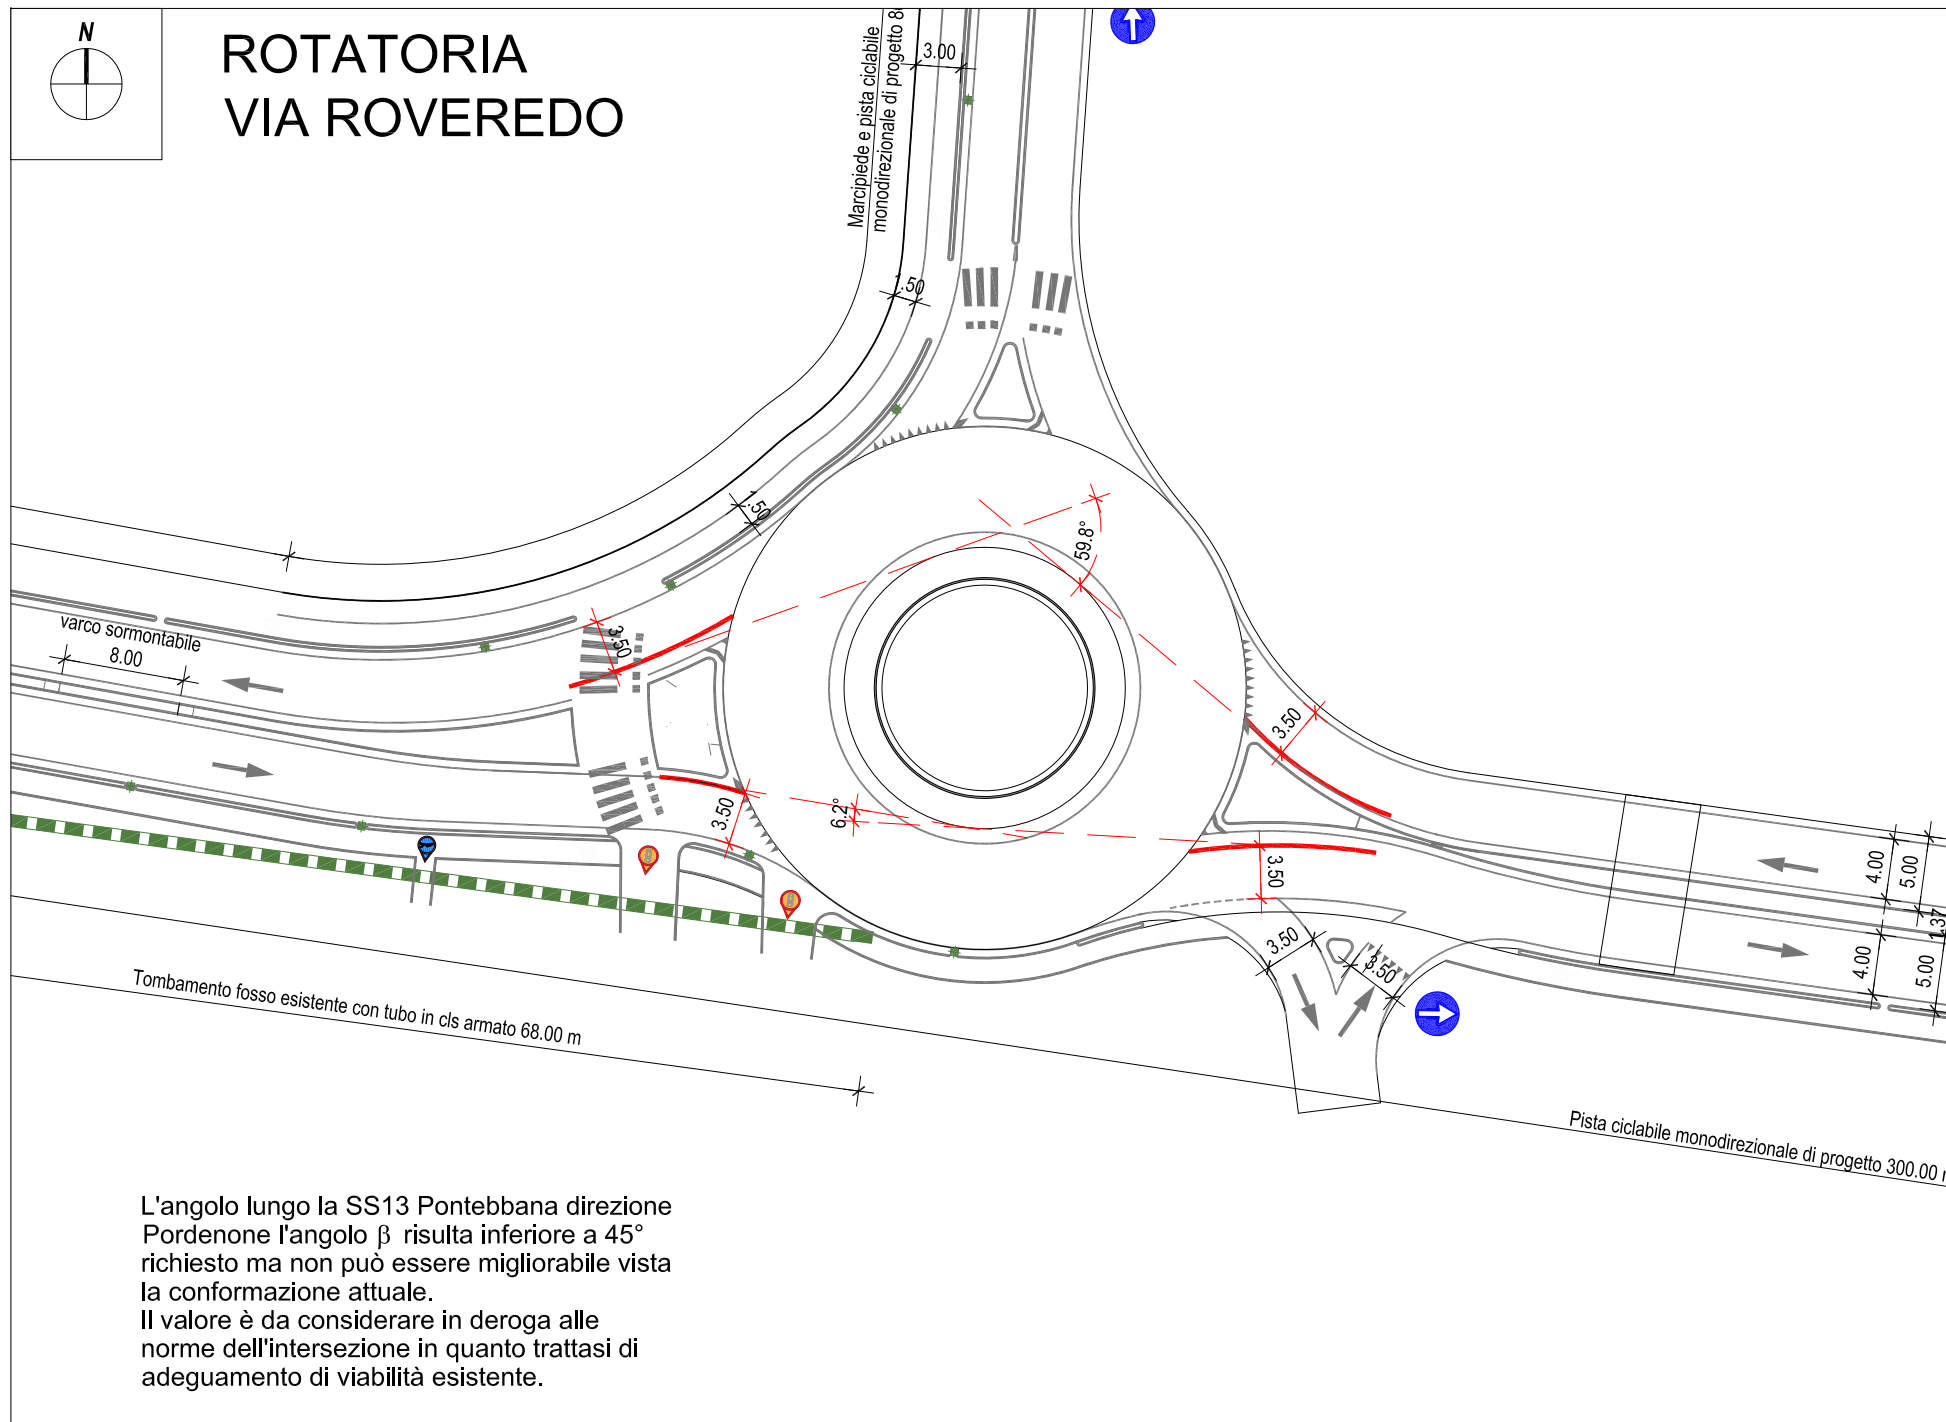 N
ROTATORIA
VIA ROVEREDO
Marcipiede e pista ciclabile
monodirezionale di progetto
3.00
1.50
1.50
59.8°
varco sormontabile
8.00
3.50
3.50
6.2°
3.50
3.50
3.50
3.50
4.00
5.00
1.37
4.00
5.00
Tombamento fosso esistente con tubo in cls armato 68.00 m
Pista ciclabile monodirezionale di progetto 300.00
L'angolo lungo la SS13 Pontebbana direzione
Pordenone l'angolo β risulta inferiore a 45°
richiesto ma non può essere migliorabile vista
la conformazione attuale.
Il valore è da considerare in deroga alle
norme dell'intersezione in quanto trattasi di
adeguamento di viabilità esistente.